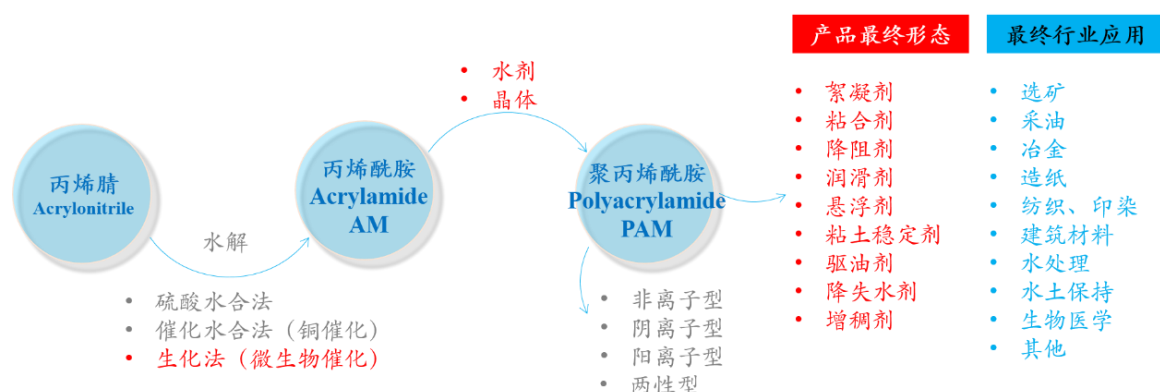 产品最终形态
最终行业应用
• 水剂
• 晶体
丙烯腈
Acrylonitrile
水解
• 硫酸水合法
• 催化水合法（铜催化）
• 生化法（微生物催化）
丙烯酰胺
Acrylamide
AM
聚丙烯酰胺
Polyacrylamide
PAM
• 非离子型
• 阴离子型
• 阳离子型
• 两性型
• 絮凝剂
• 粘合剂
• 降阻剂
• 润滑剂
• 悬浮剂
• 粘土稳定剂
• 驱油剂
• 降失水剂
• 增稠剂
• 选矿
• 采油
• 冶金
• 造纸
• 纺织、印染
• 建筑材料
• 水处理
• 水土保持
• 生物医学
• 其他